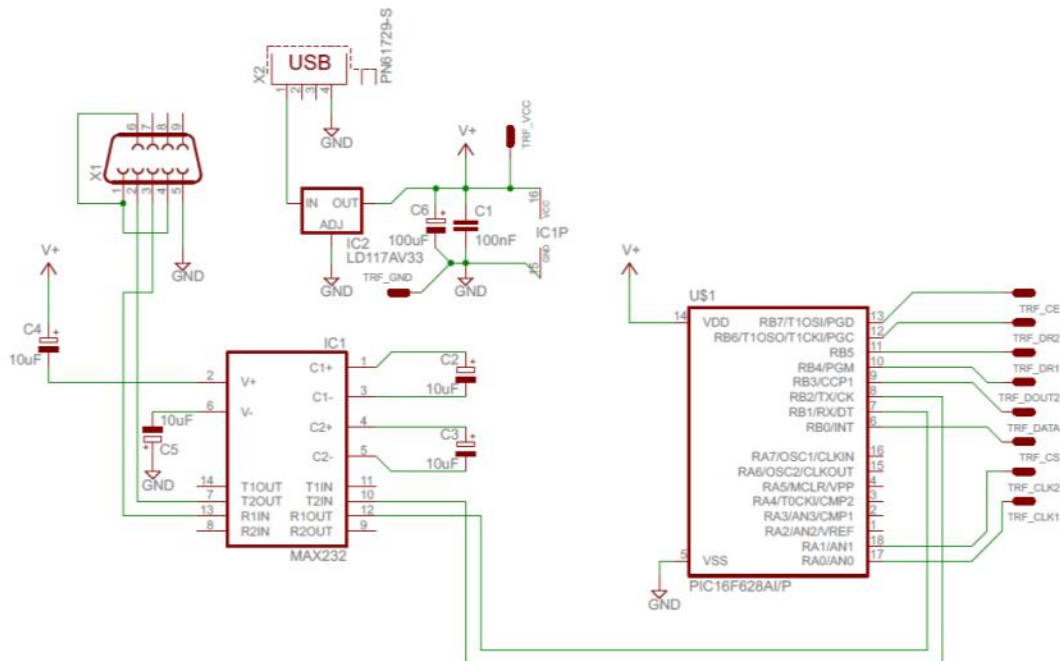 USB
X2
PN61729-S
1
2
3
4
GND
6
7
8
9
X1
1
2
3
4
5
GND
V+
TRF_VCC
IN
OUT
ADJ
IC2
LD117AV33
GND
C6
100uF
C1
100nF
16
VCC
IC1P
GND
15
TRF_GND
GND
V+
C4
10uF
IC1
2
V+
6
V-
10uF
C5
GND
C1+
1
C1-
3
C2+
4
C2-
5
C2
10uF
C3
10uF
14
T1OUT
T1IN
11
7
T2OUT
T2IN
10
13
R1IN
R1OUT
12
8
R2IN
R2OUT
9
MAX232
V+
U$1
14
VDD
RB7/T1OSI/PGD
13
RB6/T1OSO/T1CKI/PGC
12
RB5
11
RB4/PGM
10
RB3/CCP1
9
RB2/TX/CK
8
RB1/RX/DT
7
RB0/INT
6
RA7/OSC1/CLKIN
16
RA6/OSC2/CLKOUT
15
RA5/MCLR/VPP
4
RA4/T0CKI/CMP2
3
RA3/AN3/CMP1
2
RA2/AN2/VREF
1
RA1/AN1
18
5
VSS
RA0/AN0
17
GND
PIC16F628AI/P
TRF_CE
TRF_DR2
TRF_DR1
TRF_DOUT2
TRF_DATA
TRF_CS
TRF_CLK2
TRF_CLK1